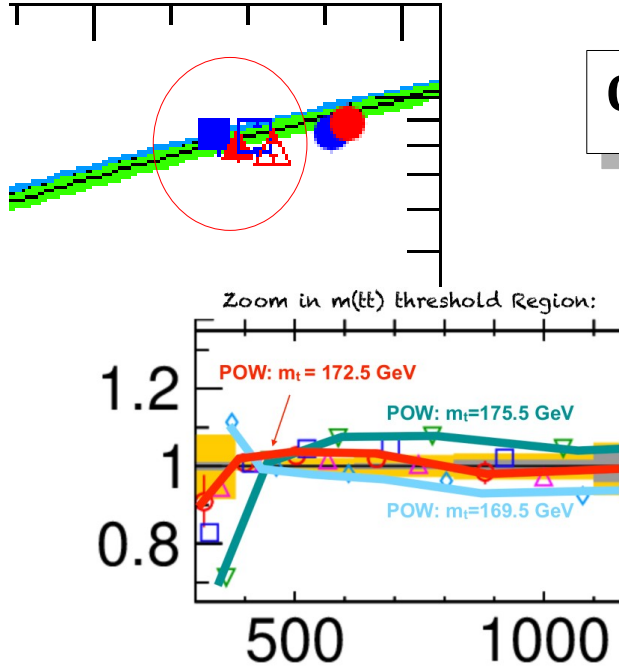 Zoom in m(tt) threshold Region:
POW: mₜ = 172.5 GeV
1.2
POW: mₜ=175.5 GeV
1
POW: mₜ=169.5 GeV
0.8
500 1000